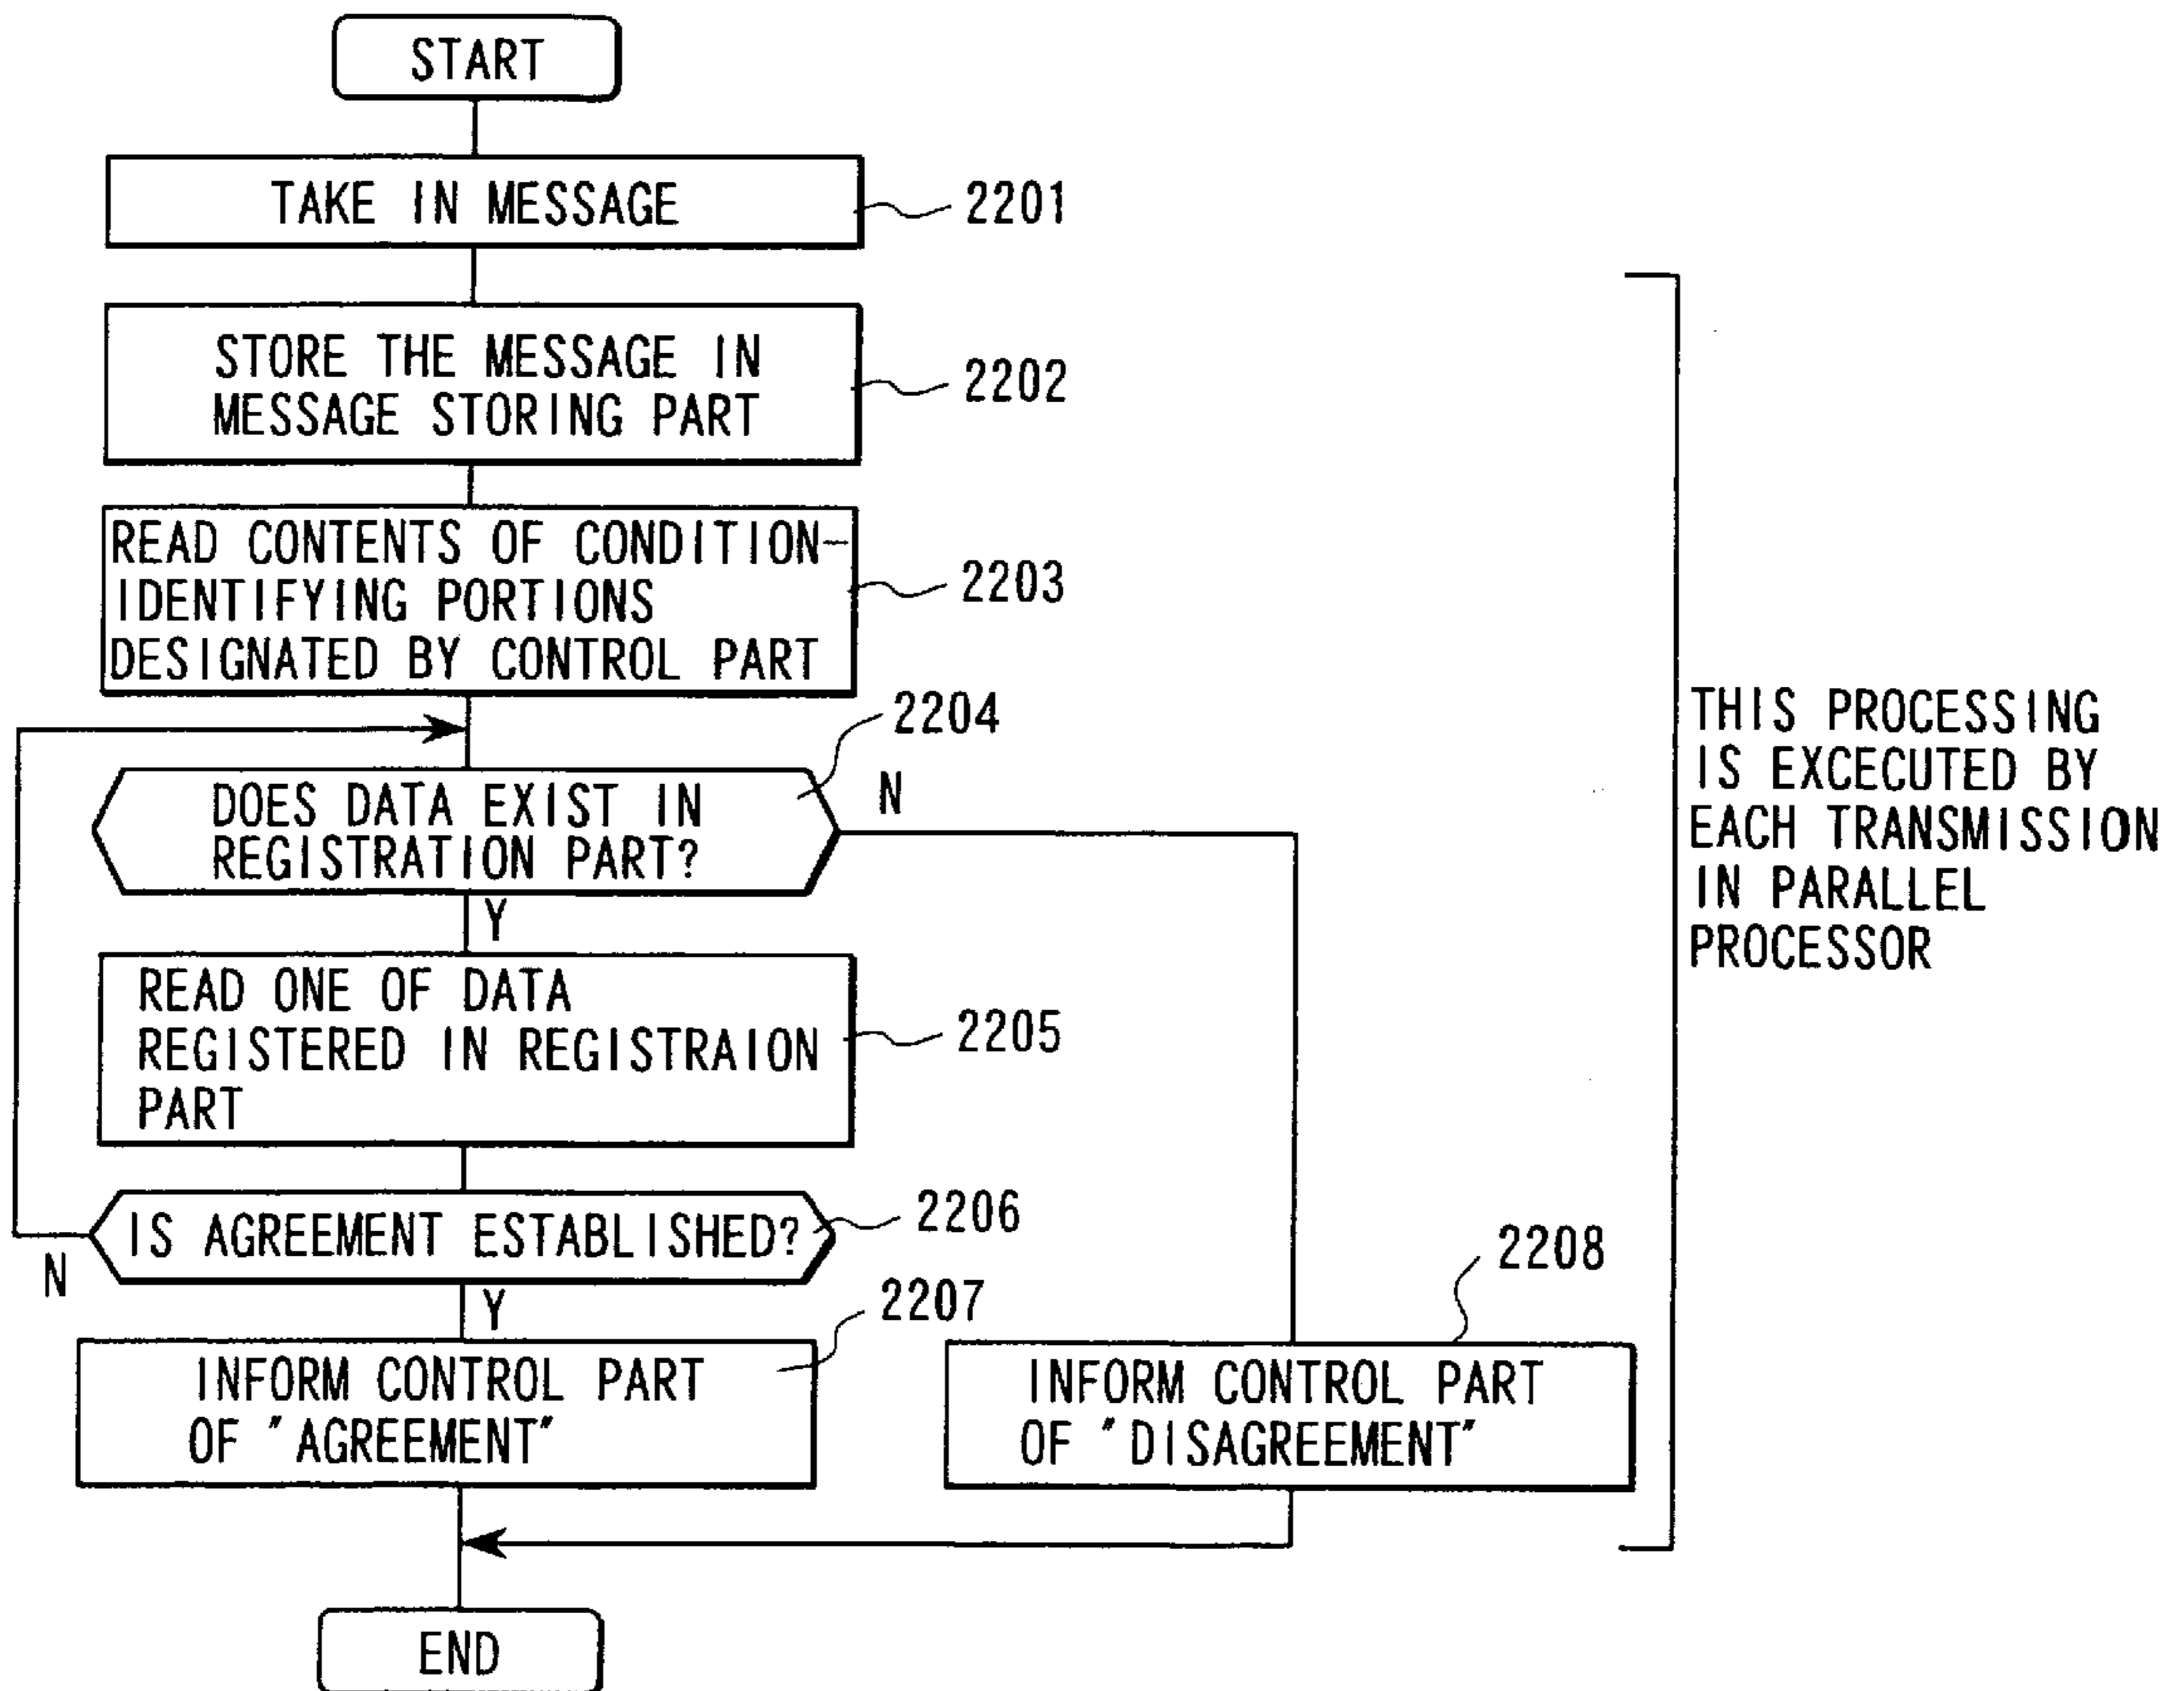 START
TAKE IN MESSAGE
2201
STORE THE MESSAGE IN
MESSAGE STORING PART
2202
READ CONTENTS OF CONDITION-
IDENTIFYING PORTIONS
DESIGNATED BY CONTROL PART
2203
2204
DOES DATA EXIST IN
REGISTRATION PART?
N
Y
READ ONE OF DATA
REGISTERED IN REGISTRAION
PART
2205
IS AGREEMENT ESTABLISHED?
2206
N
Y
2207
INFORM CONTROL PART
OF "AGREEMENT"
2208
INFORM CONTROL PART
OF "DISAGREEMENT"
END
THIS PROCESSING
IS EXCECUTED BY
EACH TRANSMISSION
IN PARALLEL
PROCESSOR